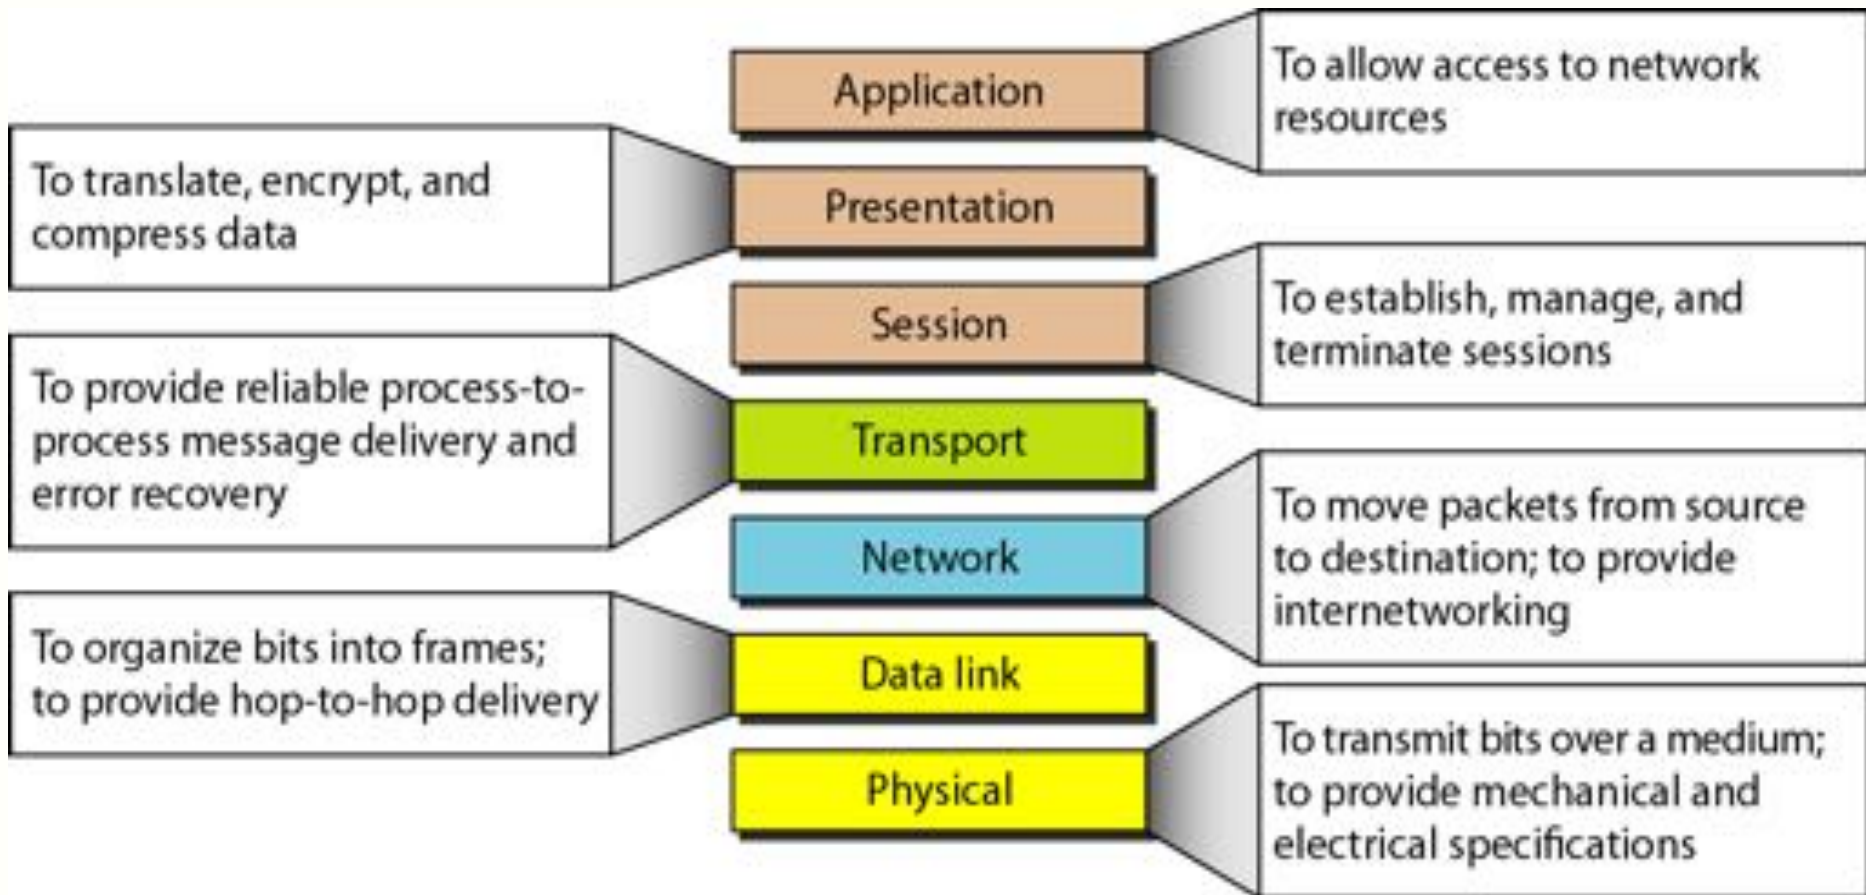 Application
To allow access to network
resources
To translate, encrypt, and
compress data
Presentation
Session
To establish, manage, and
terminate sessions
To provide reliable process-to-
process message delivery and
error recovery
Transport
Network
To move packets from source
to destination; to provide
internetworking
To organize bits into frames;
to provide hop-to-hop delivery
Data link
Physical
To transmit bits over a medium;
to provide mechanical and
electrical specifications